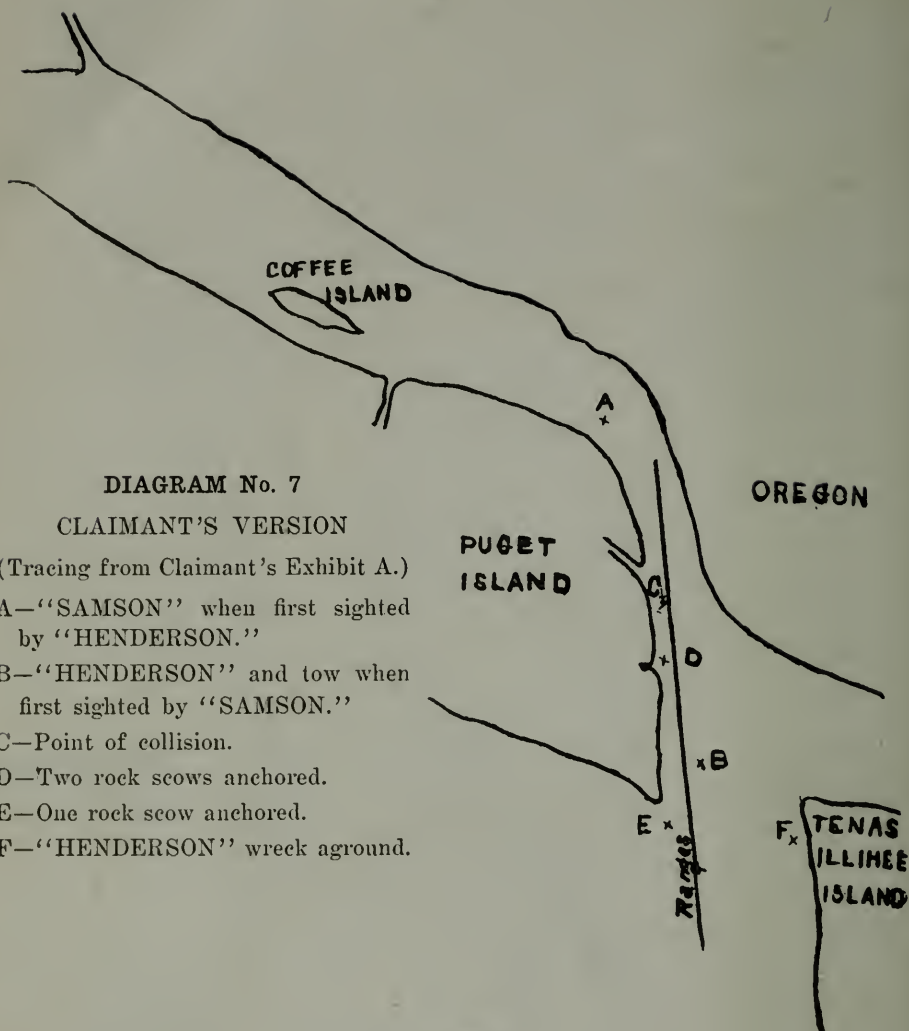 COFFEE
ISLAND
A
OREGON
DIAGRAM No. 7
CLAIMANT'S VERSION
(Tracing from Claimant's Exhibit A.)
A—"SAMSON" when first sighted
by "HENDERSON."
B—"HENDERSON" and tow when
first sighted by "SAMSON."
C—Point of collision.
D—Two rock scows anchored.
E—One rock scow anchored.
F—"HENDERSON" wreck aground.
PUGET
ISLAND
C
D
B
E
Ranges
F
TENAS
ILLIHEE
ISLAND